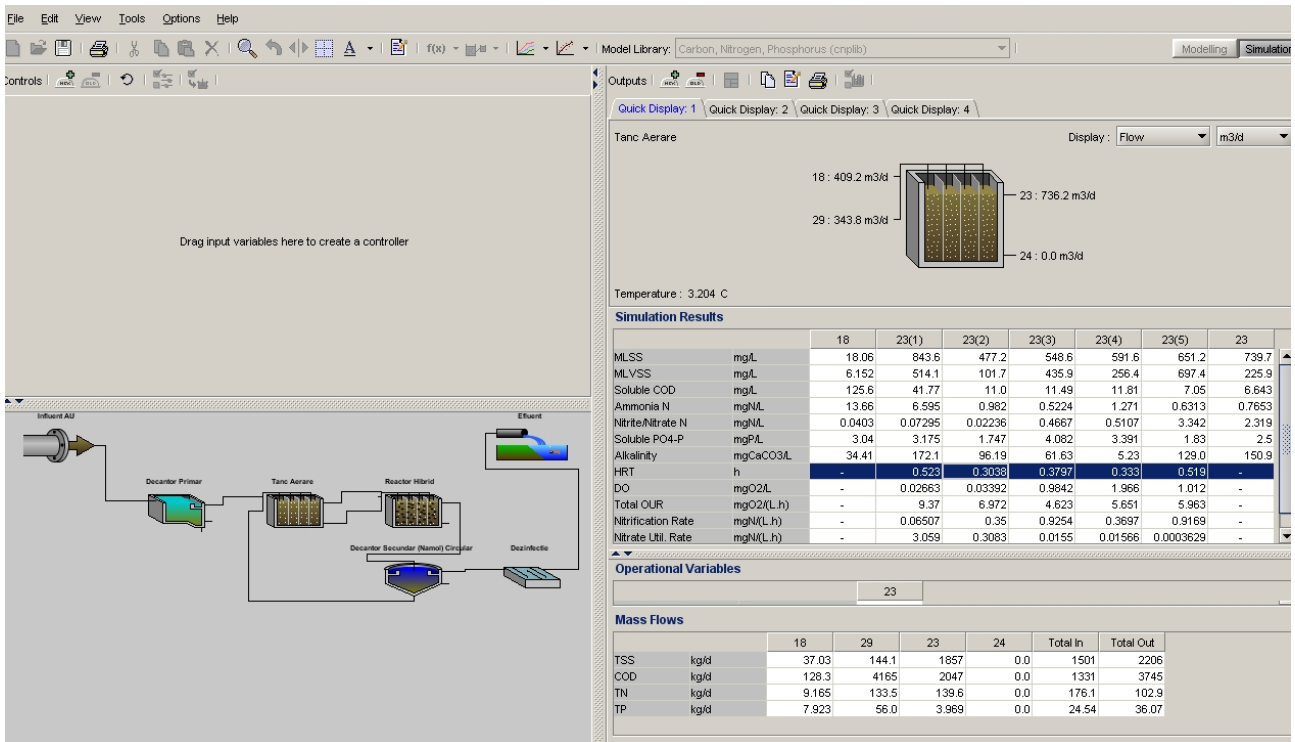 File Edit View Tools Options Help
A f(x) Model Library: Carbon, Nitrogen, Phosphorus (cnplib) Modelling Simulation
Controls
Outputs
Quick Display: 1 Quick Display: 2 Quick Display: 3 Quick Display: 4
Tanc Aerare Display : Flow m3/d
18 : 409.2 m3/d
23 : 736.2 m3/d
29 : 343.8 m3/d
24 : 0.0 m3/d
Drag input variables here to create a controller
Temperature : 3.204 C
Simulation Results
18 23(1) 23(2) 23(3) 23(4) 23(5) 23
MLSS mg/L 18.06 843.6 477.2 548.6 591.6 651.2 739.7
MLVSS mg/L 6.152 514.1 101.7 435.9 256.4 697.4 225.9
Soluble COD mg/L 125.6 41.77 11.0 11.49 11.81 7.05 6.643
Ammonia N mgN/L 13.66 6.595 0.982 0.5224 1.271 0.6313 0.7653
Nitrite/Nitrate N mgN/L 0.0403 0.07295 0.02236 0.4667 0.5107 3.342 2.319
Soluble PO4-P mgP/L 3.04 3.175 1.747 4.082 3.391 1.83 2.5
Alkalinity mgCaCO3/L 34.41 172.1 96.19 61.63 5.23 129.0 150.9
HRT h - 0.523 0.3038 0.3797 0.333 0.519 -
DO mgO2/L - 0.02663 0.03392 0.9842 1.966 1.012 -
Total OUR mgO2/(L.h) - 9.37 6.972 4.623 5.651 5.963 -
Nitrification Rate mgN/(L.h) - 0.06507 0.35 0.9254 0.3697 0.9169 -
Nitrate Util. Rate mgN/(L.h) - 3.059 0.3083 0.0155 0.01566 0.0003629 -
Operational Variables
23
Mass Flows
18 29 23 24 Total In Total Out
TSS kg/d 37.03 144.1 1857 0.0 1501 2206
COD kg/d 128.3 4165 2047 0.0 1331 3745
TN kg/d 9.165 133.5 139.6 0.0 176.1 102.9
TP kg/d 7.923 56.0 3.969 0.0 24.54 36.07
Influent AU
Efluent
Decantor Primar
Tanc Aerare
Reactor Hibrid
Decantor Secundar (Namol) Circular
Dezinfectie